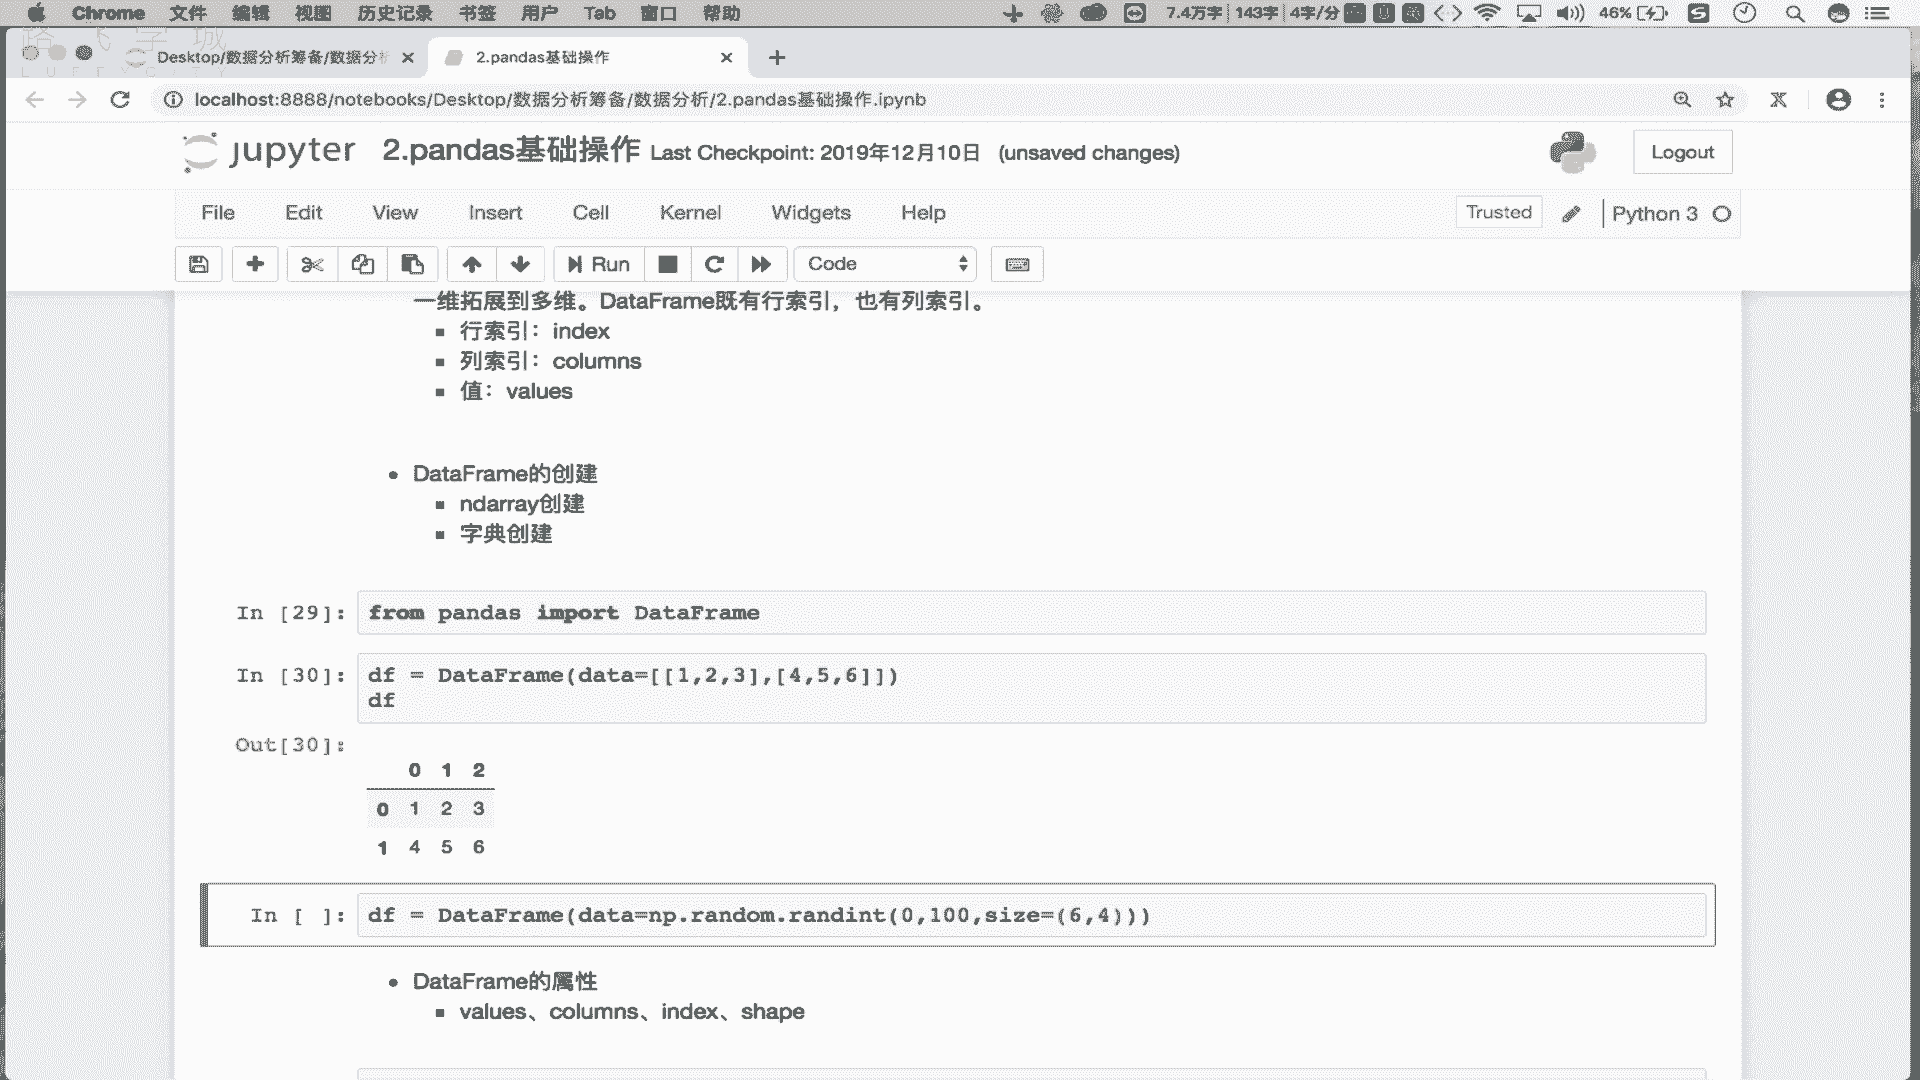 Chrome 文件 编辑 视图 历史记录 书签 用户 Tab 窗口 帮助 7.4万字 143字 4字/分 46%
Desktop/数据分析筹备/数据分析 2.pandas基础操作
localhost:8888/notebooks/Desktop/数据分析筹备/数据分析/2.pandas基础操作.ipynb
jupyter 2.pandas基础操作 Last Checkpoint: 2019年12月10日 (unsaved changes) Logout
File Edit View Insert Cell Kernel Widgets Help Trusted Python 3
Run Code
一维拓展到多维。DataFrame既有行索引，也有列索引。
▪ 行索引：index
▪ 列索引：columns
▪ 值：values
• DataFrame的创建
▪ ndarray创建
▪ 字典创建
In [29]: from pandas import DataFrame
In [30]: df = DataFrame(data=[[1,2,3],[4,5,6]])
df
Out[30]:
0 1 2
0 1 2 3
1 4 5 6
In [ ]: df = DataFrame(data=np.random.randint(0,100,size=(6,4)))
• DataFrame的属性
▪ values、columns、index、shape